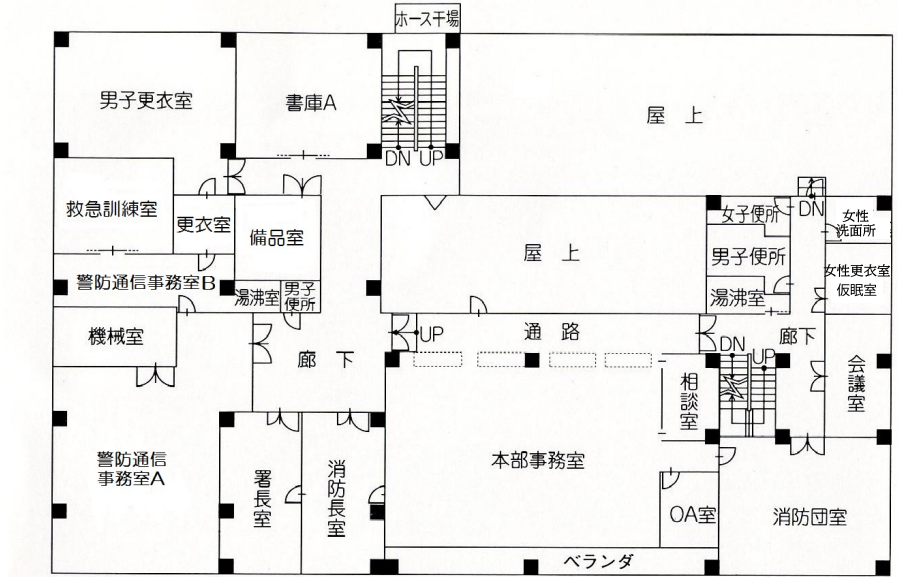 ホース干場
男子更衣室
書庫A
屋上
DN UP
救急訓練室
更衣室
備品室
屋上
女子便所
DN
女性
洗面所
男子便所
警防通信事務室B
湯沸室
男子
便所
湯沸室
女性更衣室
仮眠室
機械室
廊下
UP
通路
DN
UP
廊下
相談室
会議室
警防通信
事務室A
署長室
消防長室
本部事務室
OA室
消防団室
ベランダ